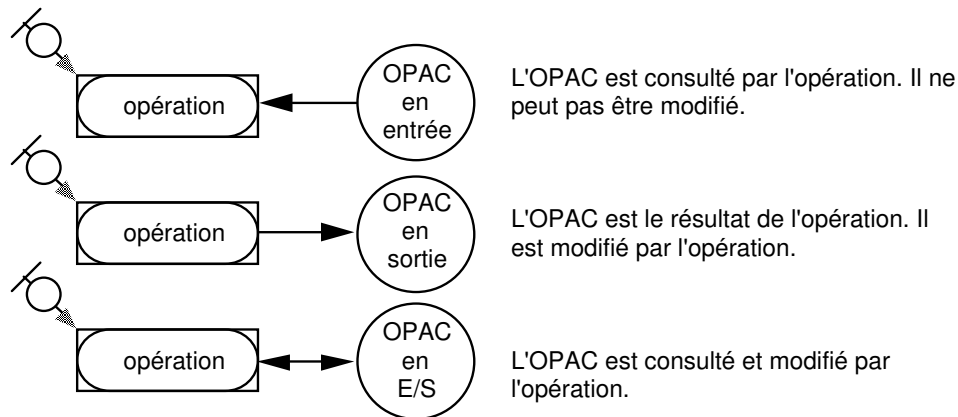 opération
OPAC
en
entrée
L'OPAC est consulté par l'opération. Il ne
peut pas être modifié.
opération
OPAC
en
sortie
L'OPAC est le résultat de l'opération. Il
est modifié par l'opération.
opération
OPAC
en
E/S
L'OPAC est consulté et modifié par
l'opération.